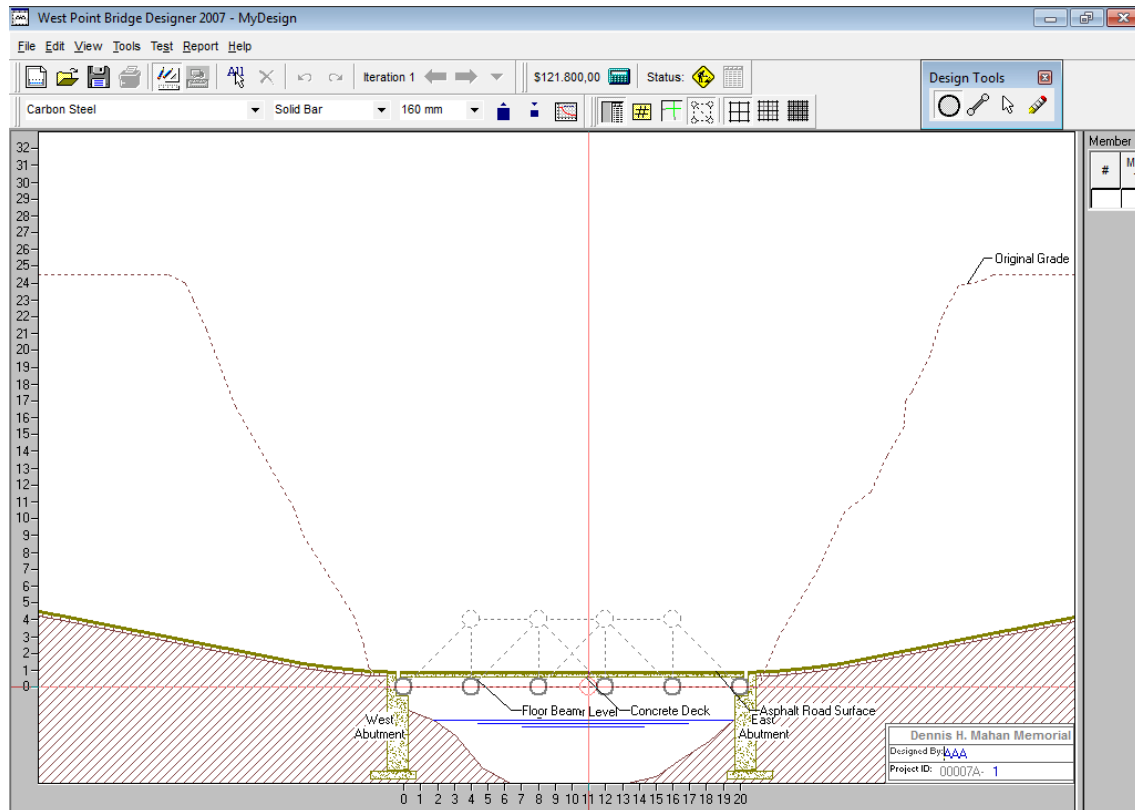 West Point Bridge Designer 2007 - MyDesign
File Edit View Tools Test Report Help
Iteration 1 $121.800,00 Status:
Design Tools
Carbon Steel Solid Bar 160 mm
Member
# M
32
31
30
29
28
27
26
25
24
23
22
21
20
19
18
17
16
15
14
13
12
11
10
9
8
7
6
5
4
3
2
1
0
Original Grade
Floor Beam r Level Concrete Deck Asphalt Road Surface
West Abutment
East Abutment
Dennis H. Mahan Memorial
Designed By: AAA
Project ID: 00007A- 1
0 1 2 3 4 5 6 7 8 9 10 11 12 13 14 15 16 17 18 19 20